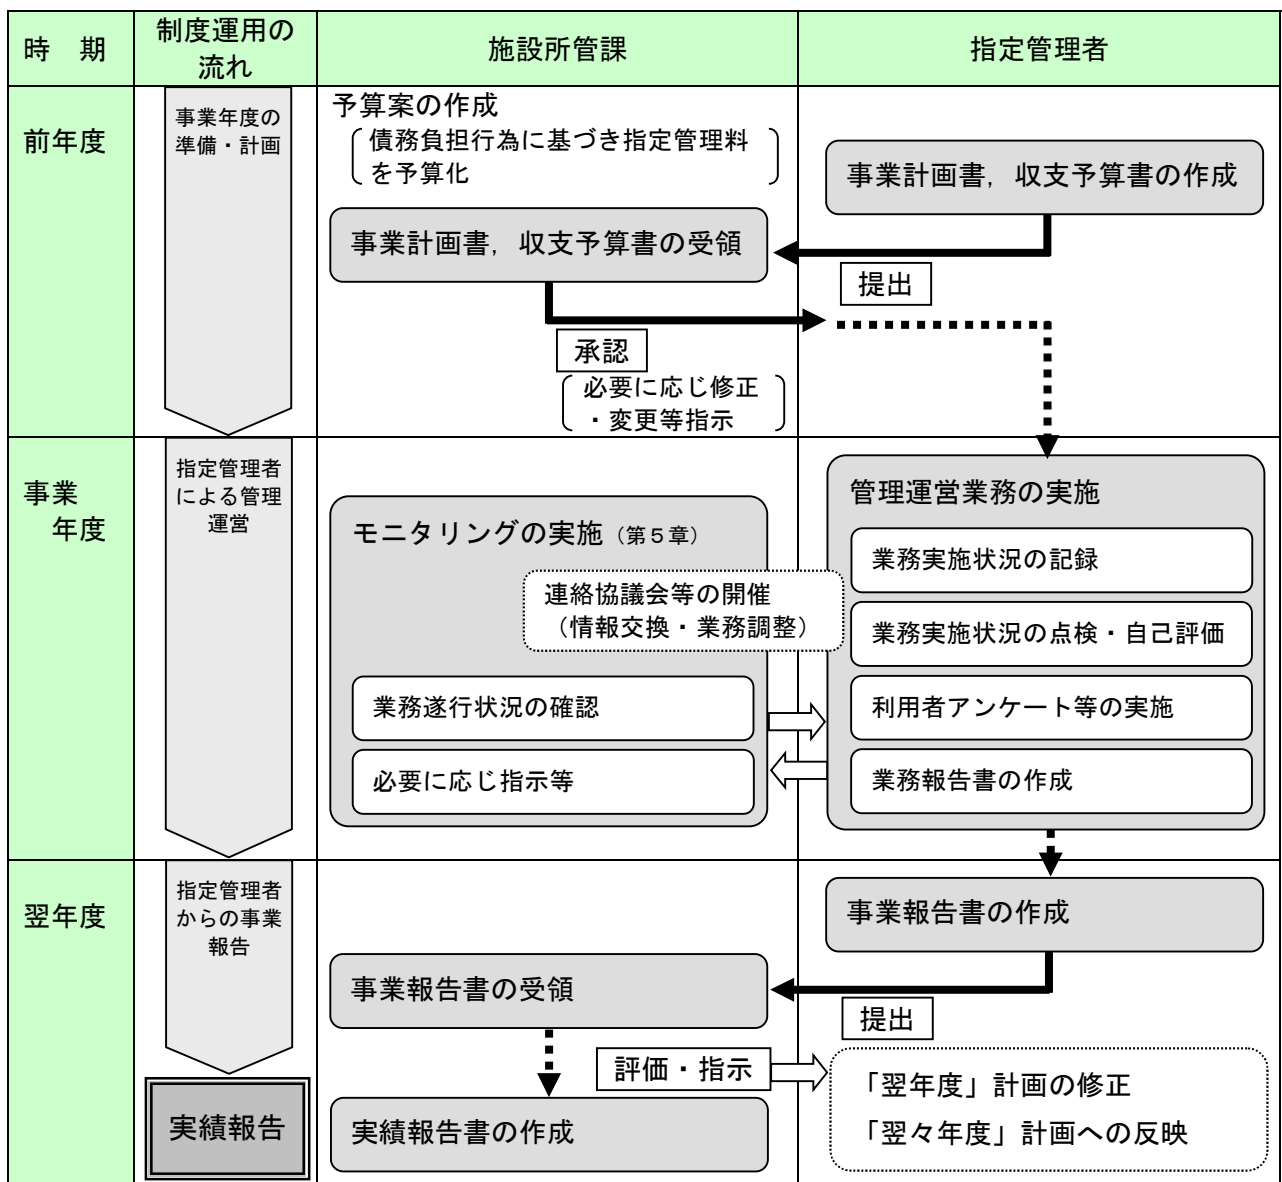 時　期
制度運用の
流れ
施設所管課
指定管理者
前年度
事業年度の
準備・計画
予算案の作成
債務負担行為に基づき指定管理料
を予算化
事業計画書，収支予算書の作成
事業計画書，収支予算書の受領
提出
承認
必要に応じ修正
・変更等指示
事業
年度
指定管理者
による管理
運営
モニタリングの実施（第５章）
連絡協議会等の開催
（情報交換・業務調整）
業務遂行状況の確認
必要に応じ指示等
管理運営業務の実施
業務実施状況の記録
業務実施状況の点検・自己評価
利用者アンケート等の実施
業務報告書の作成
翌年度
指定管理者
からの事業
報告
事業報告書の作成
事業報告書の受領
提出
評価・指示
「翌年度」計画の修正
「翌々年度」計画への反映
実績報告
実績報告書の作成